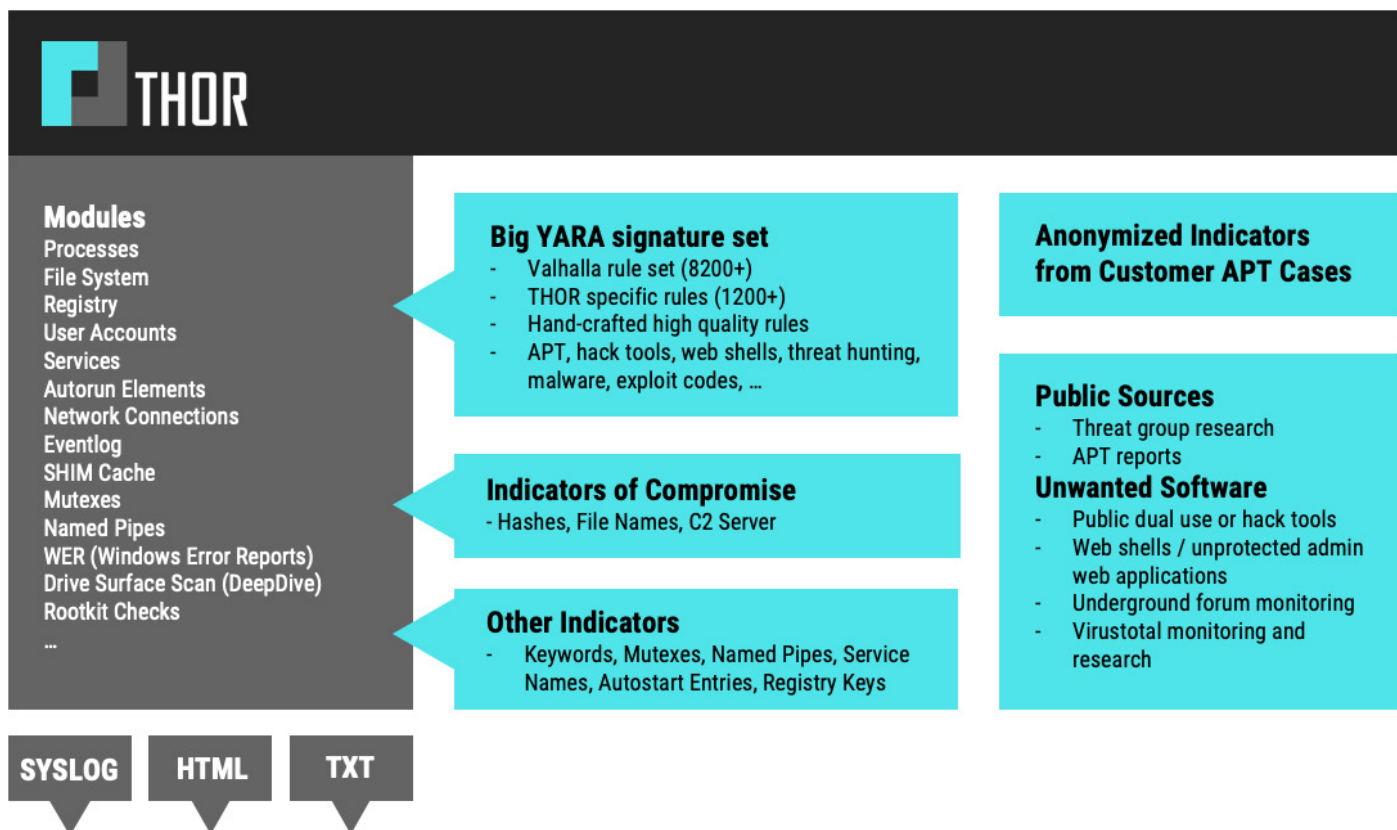 THOR
Modules
Processes
File System
Registry
User Accounts
Services
Autorun Elements
Network Connections
Eventlog
SHIM Cache
Mutexes
Named Pipes
WER (Windows Error Reports)
Drive Surface Scan (DeepDive)
Rootkit Checks
...
Big YARA signature set
- Valhalla rule set (8200+)
- THOR specific rules (1200+)
- Hand-crafted high quality rules
- APT, hack tools, web shells, threat hunting,
malware, exploit codes, ...
Indicators of Compromise
- Hashes, File Names, C2 Server
Other Indicators
- Keywords, Mutexes, Named Pipes, Service
Names, Autostart Entries, Registry Keys
Anonymized Indicators
from Customer APT Cases
Public Sources
- Threat group research
- APT reports
Unwanted Software
- Public dual use or hack tools
- Web shells / unprotected admin
web applications
- Underground forum monitoring
- Virustotal monitoring and
research
SYSLOG
HTML
TXT